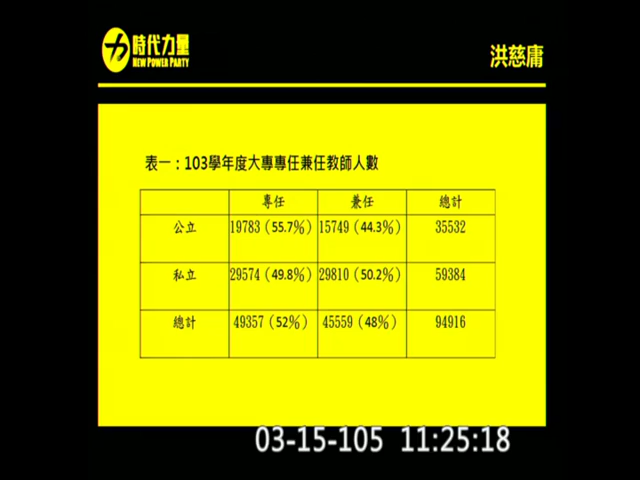 時代力量
NEW POWER PARTY
洪慈庸
表一：103學年度大專專任兼任教師人數
專任 兼任 總計
公立 19783（55.7%） 15749（44.3%） 35532
私立 29574（49.8%） 29810（50.2%） 59384
總計 49357（52%） 45559（48%） 94916
03-15-105 11:25:18